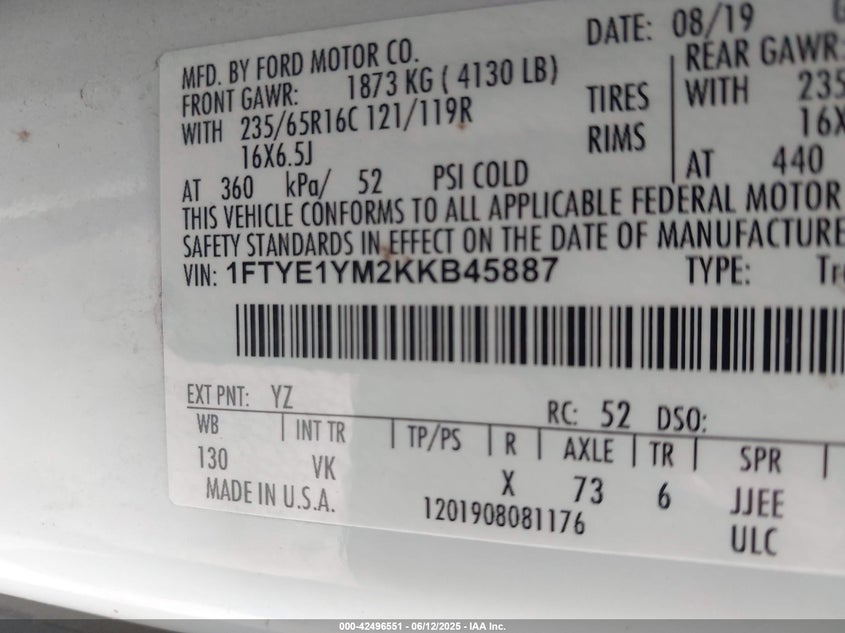 DATE: 08/19
MFD. BY FORD MOTOR CO.
FRONT GAWR: 1873 KG ( 4130 LB)
REAR GAWR:
WITH 235/65R16C 121/119R TIRES WITH 235
16X6.5J RIMS 16X
AT 360 kPa/ 52 PSI COLD AT 440
THIS VEHICLE CONFORMS TO ALL APPLICABLE FEDERAL MOTOR
SAFETY STANDARDS IN EFFECT ON THE DATE OF MANUFACTURE
VIN: 1FTYE1YM2KKB45887 TYPE:
EXT PNT: YZ RC: 52 DSO:
WB INT TR TP/PS R AXLE TR SPR
130 VK X 73 6 JJEE
MADE IN U.S.A. 1201908081176 ULC
000-42496551 - 06/12/2025 - IAA Inc.